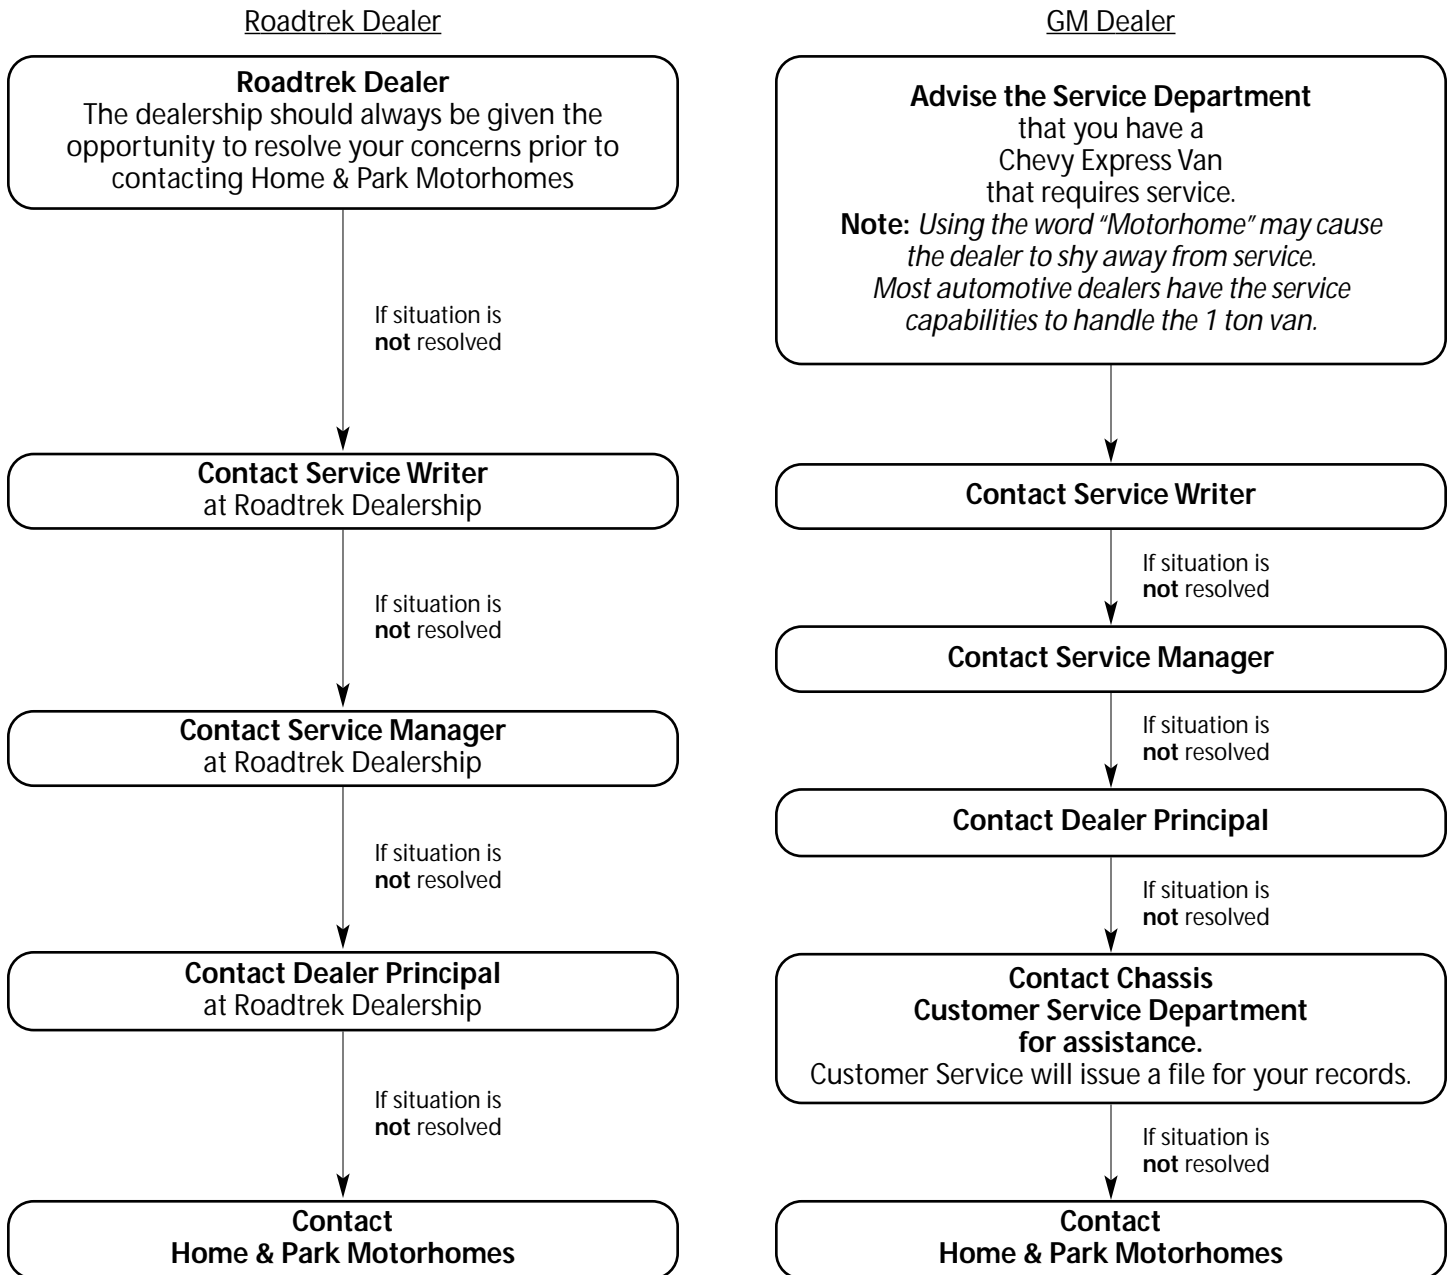 Roadtrek Dealer
Roadtrek Dealer
The dealership should always be given the
opportunity to resolve your concerns prior to
contacting Home & Park Motorhomes
If situation is
not resolved
Contact Service Writer
at Roadtrek Dealership
If situation is
not resolved
Contact Service Manager
at Roadtrek Dealership
If situation is
not resolved
Contact Dealer Principal
at Roadtrek Dealership
If situation is
not resolved
Contact
Home & Park Motorhomes
GM Dealer
Advise the Service Department
that you have a
Chevy Express Van
that requires service.
Note: Using the word “Motorhome” may cause
the dealer to shy away from service.
Most automotive dealers have the service
capabilities to handle the 1 ton van.
Contact Service Writer
If situation is
not resolved
Contact Service Manager
If situation is
not resolved
Contact Dealer Principal
If situation is
not resolved
Contact Chassis
Customer Service Department
for assistance.
Customer Service will issue a file for your records.
If situation is
not resolved
Contact
Home & Park Motorhomes